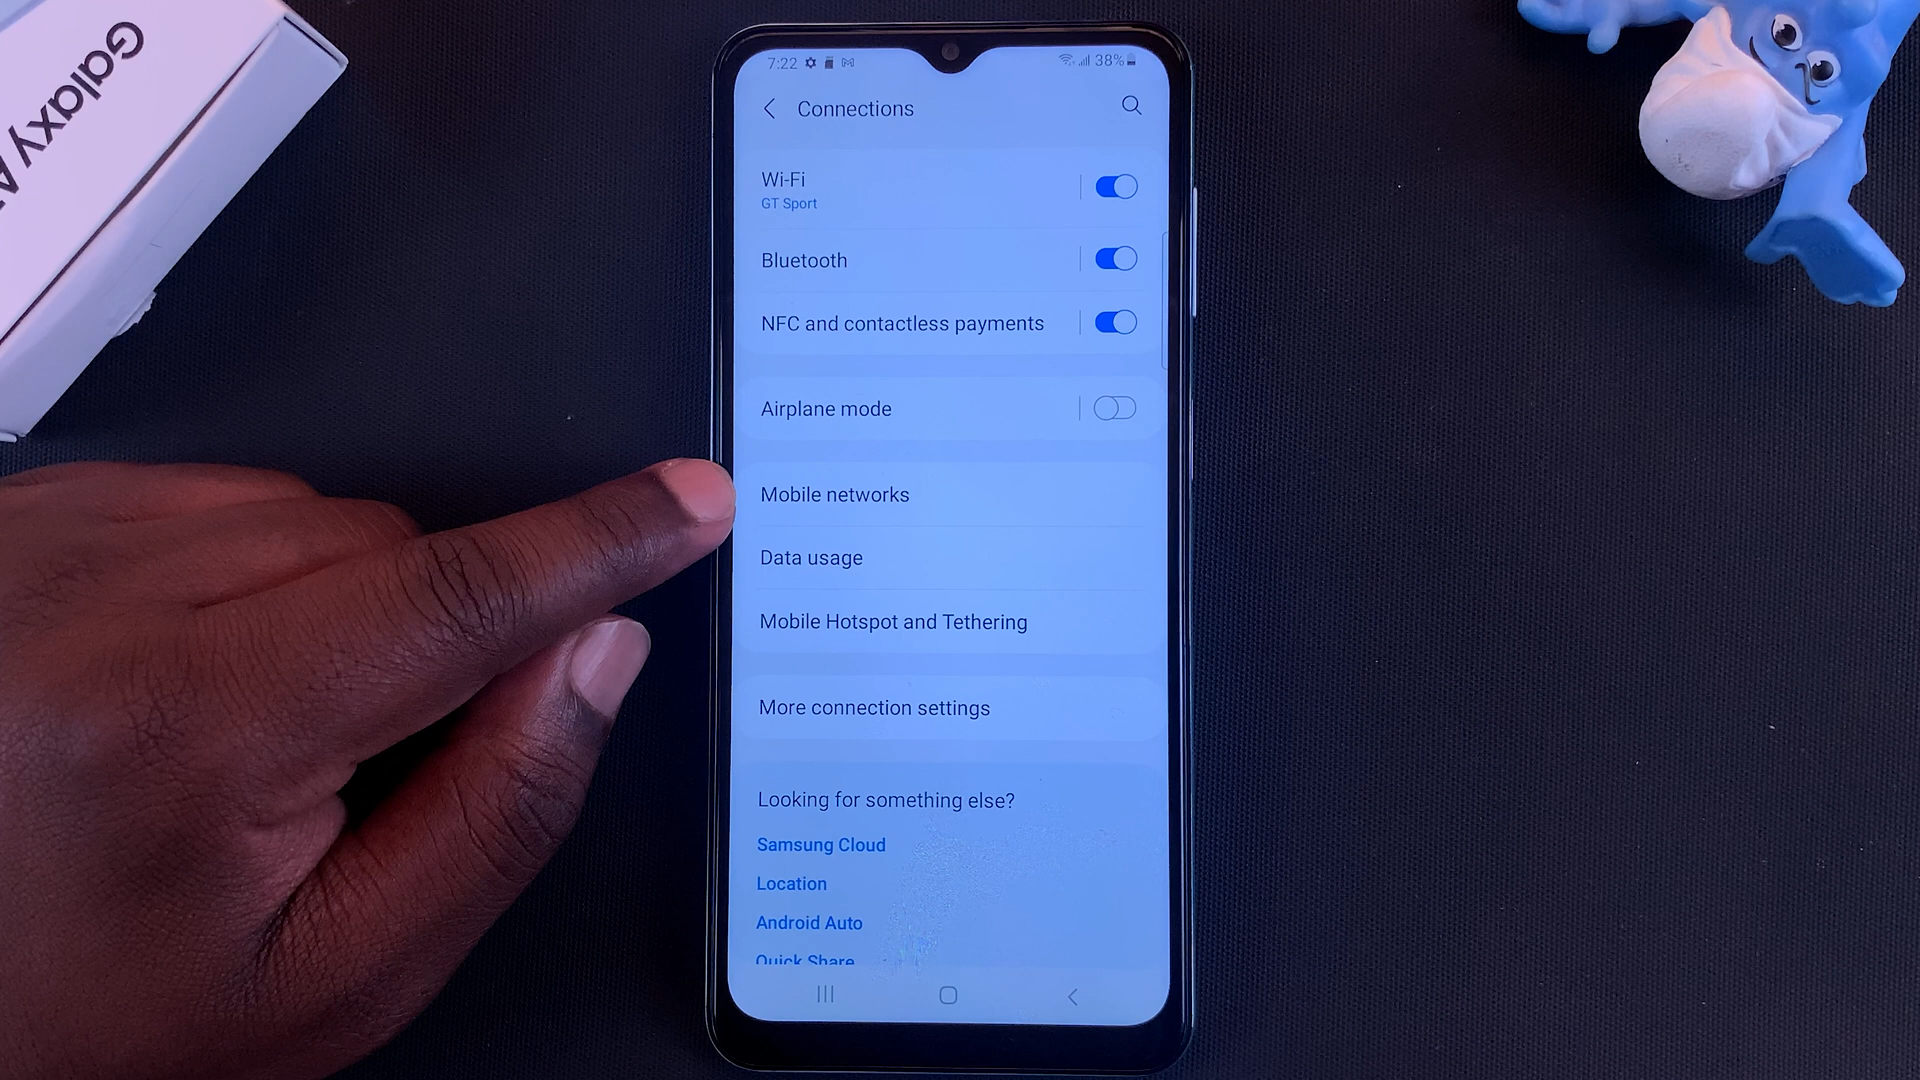 Galaxy A
7:22
38%
Connections
Wi-Fi
GT Sport
Bluetooth
NFC and contactless payments
Airplane mode
Mobile networks
Data usage
Mobile Hotspot and Tethering
More connection settings
Looking for something else?
Samsung Cloud
Location
Android Auto
Quick Share